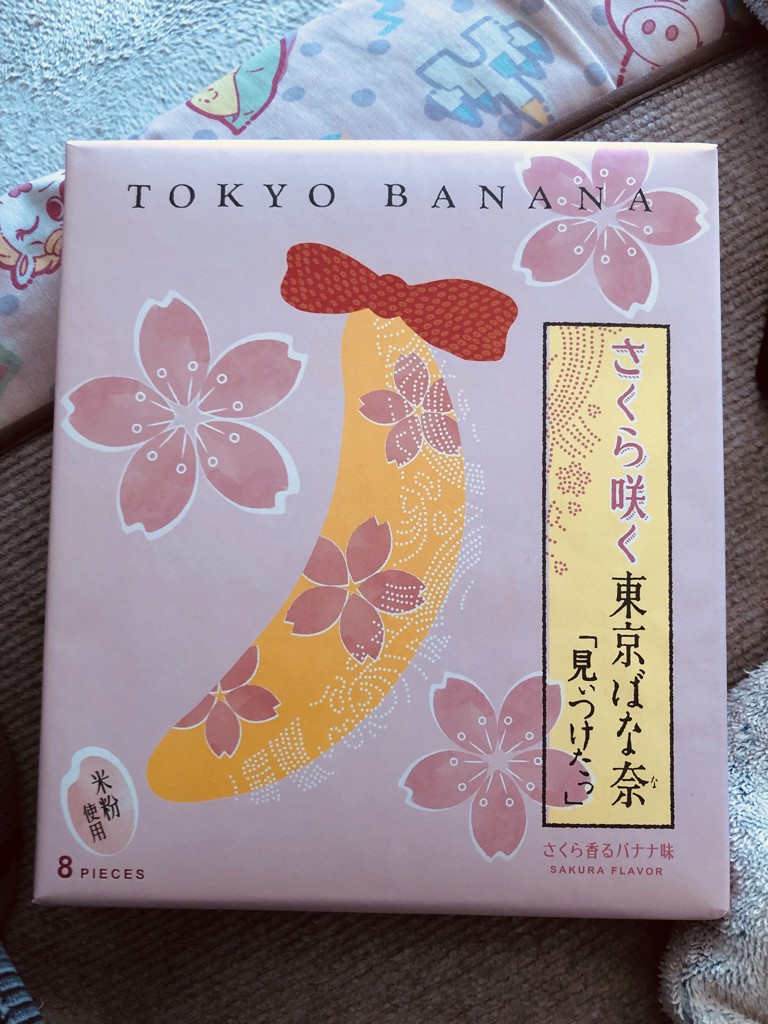 TOKYO BANANA
さくら咲く東京ばな奈
な
「見ぃつけたっ」
米粉
使用
8 PIECES
さくら香るバナナ味
SAKURA FLAVOR